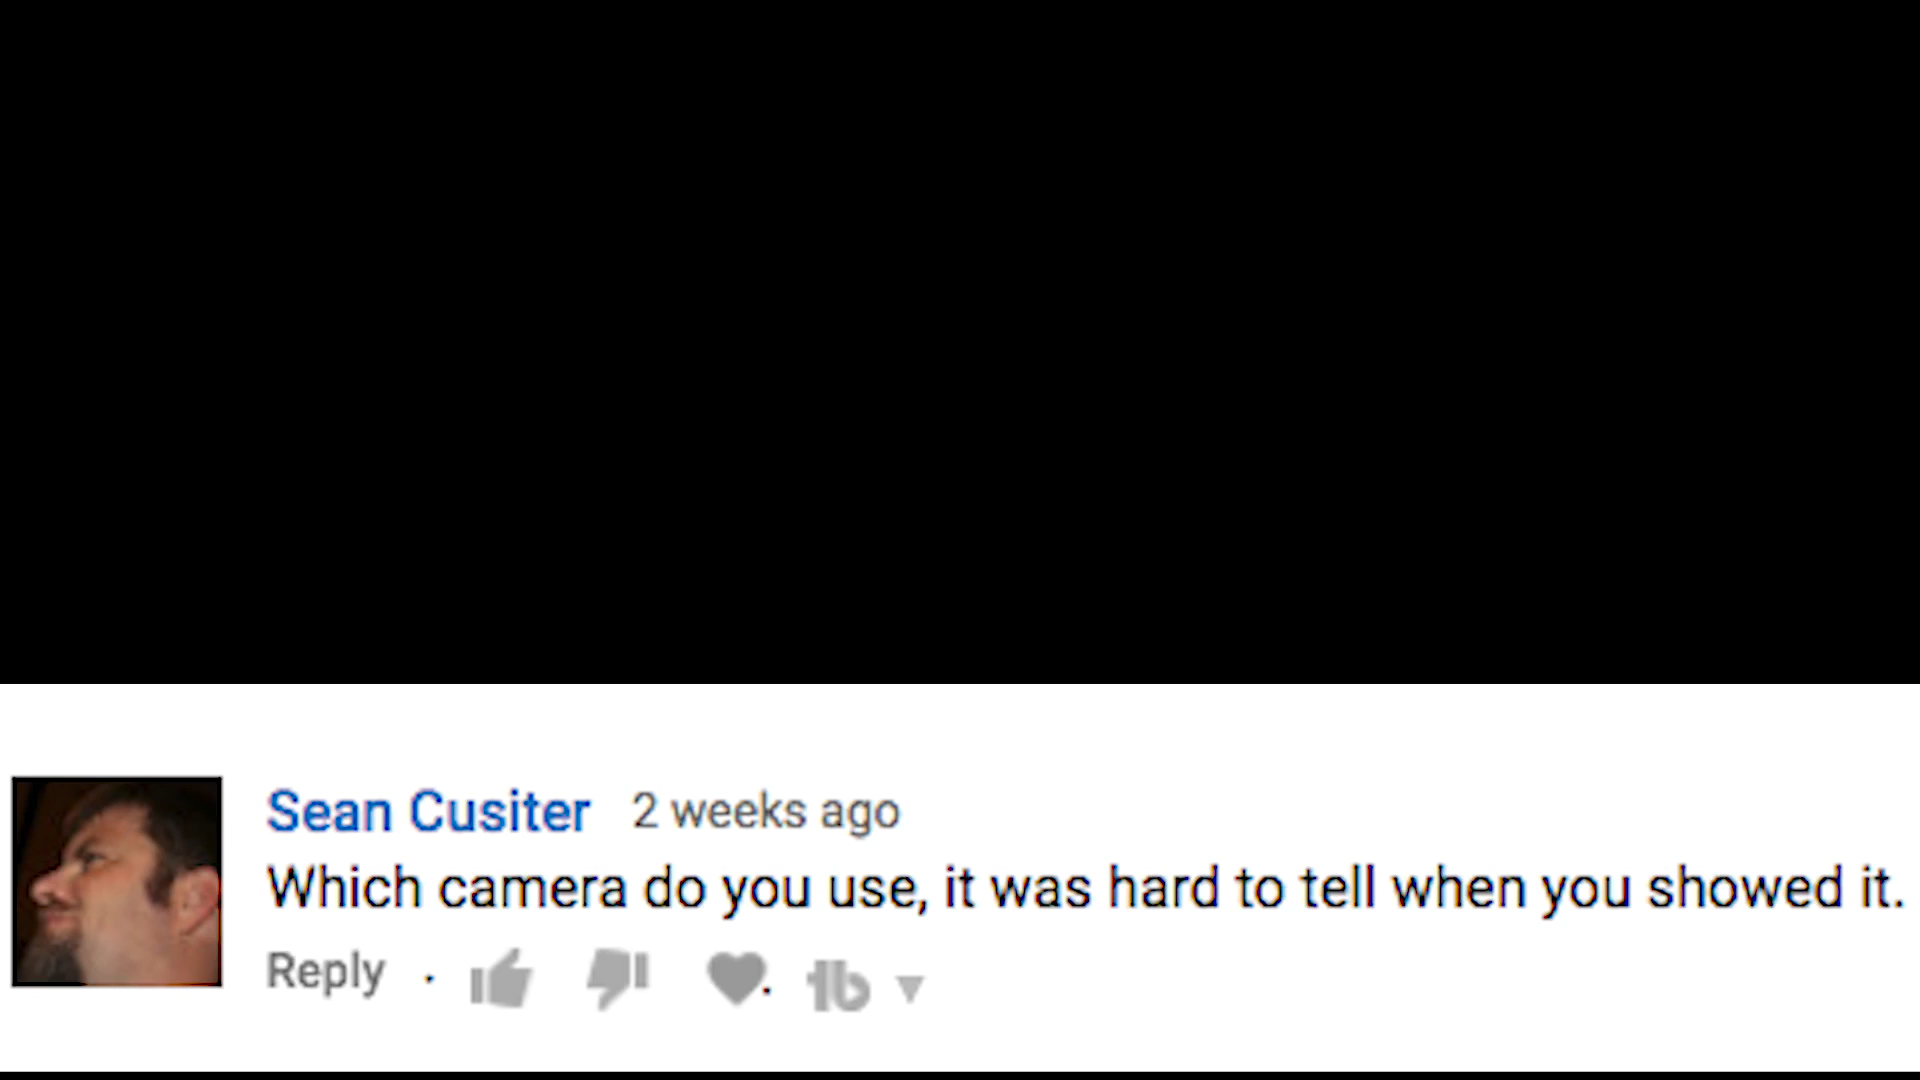 Sean Cusiter 2 weeks ago
Which camera do you use, it was hard to tell when you showed it.
Reply